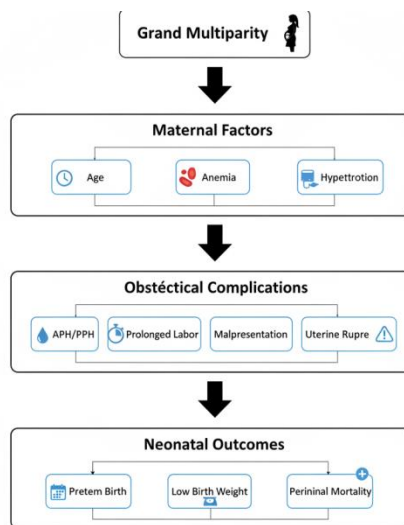 Grand Multiparity
Maternal Factors
Age
Anemia
Hypettrotion
Obstéctical Complications
APH/PPH
Prolonged Labor
Malpresentation
Uterine Rupre
Neonatal Outcomes
Pretem Birth
Low Birth Weight
Perininal Mortality